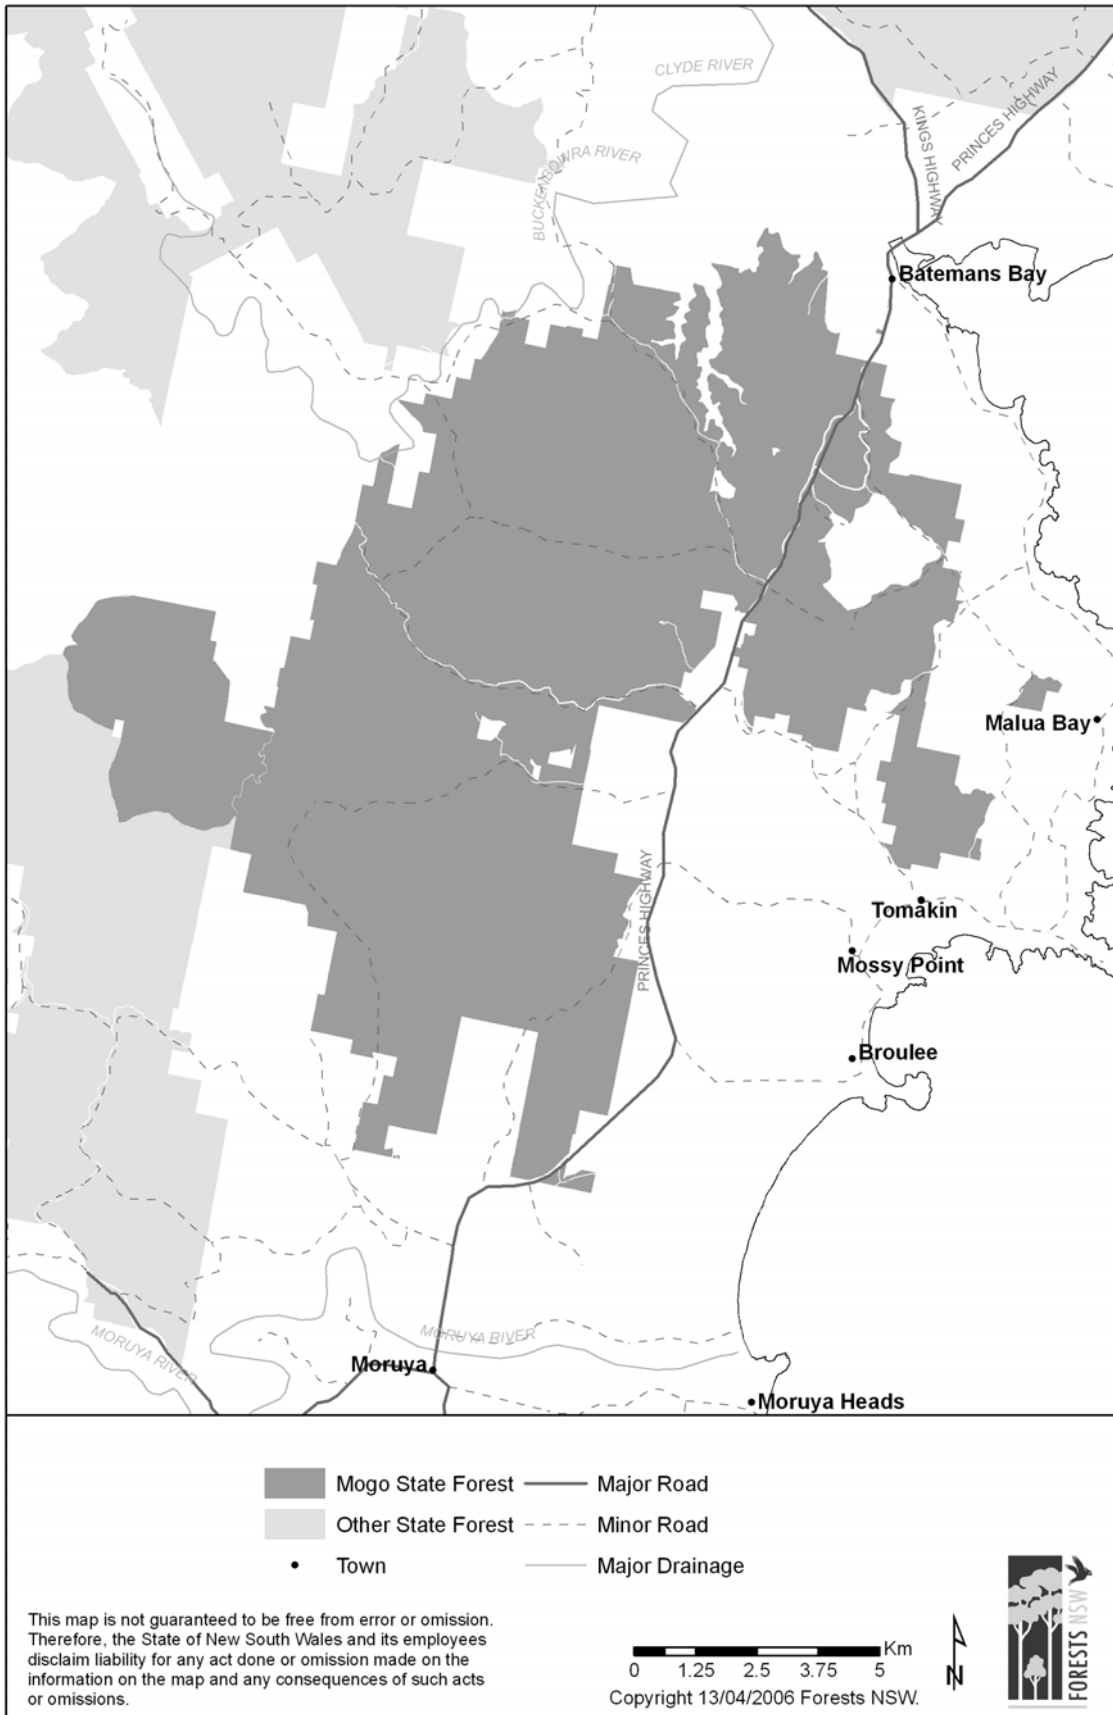 CLYDE RIVER
PRINCES HIGHWAY
KINGS HIGHWAY
BUCKENBOWRA RIVER
Batemans Bay
Malua Bay
PRINCES HIGHWAY
Tomakin
Mossy Point
Broulee
MORUYA RIVER
MORUYA RIVER
Moruya
Moruya Heads
Mogo State Forest
Major Road
Other State Forest
Minor Road
Town
Major Drainage
This map is not guaranteed to be free from error or omission.
Therefore, the State of New South Wales and its employees
disclaim liability for any act done or omission made on the
information on the map and any consequences of such acts
or omissions.
Km
0 1.25 2.5 3.75 5
Copyright 13/04/2006 Forests NSW.
N
FORESTS NSW